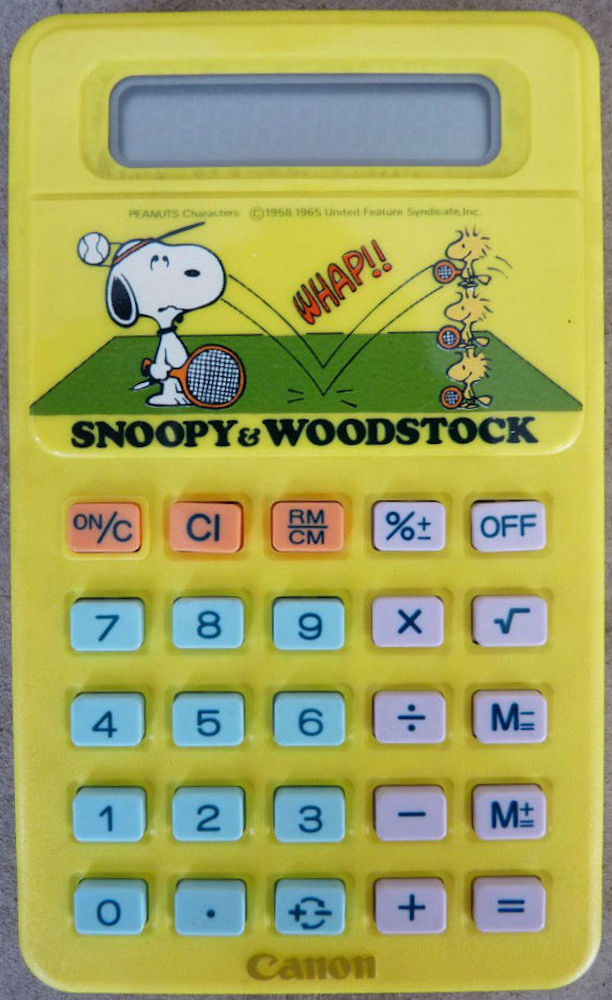 PEANUTS Characters ©1958.1965 United Feature Syndicate,Inc.
WHAP!!
SNOOPY & WOODSTOCK
ON/C CI RM/CM %± OFF
7 8 9 × √
4 5 6 ÷ M=
1 2 3 − M±
0 . +⇄− + =
Canon